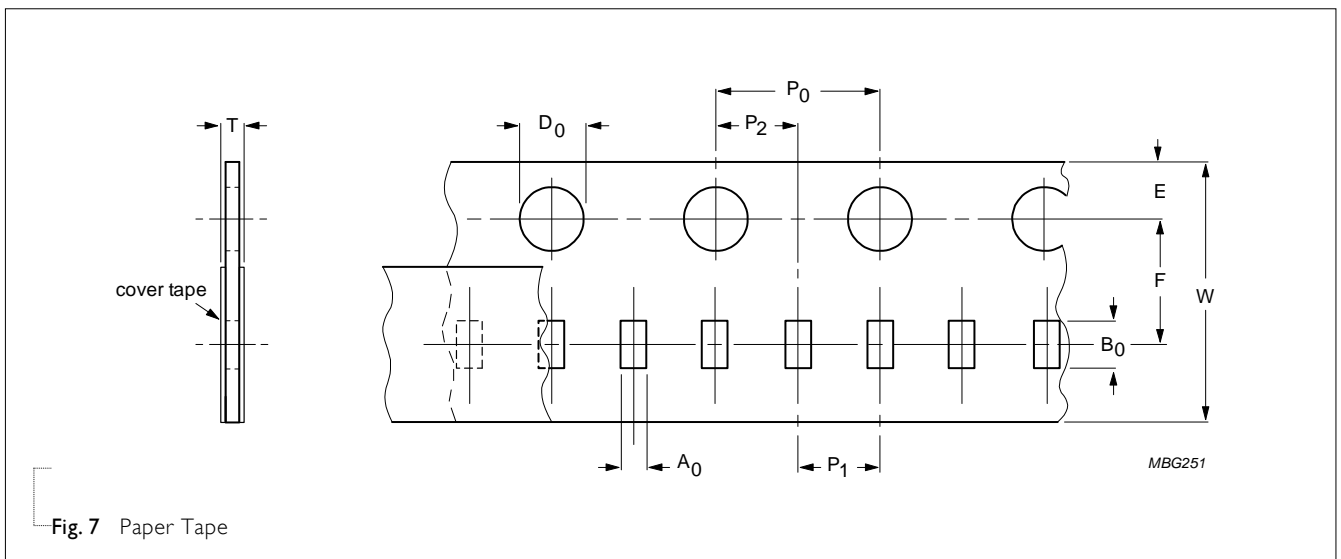 P0
T
D0
P2
E
F
W
cover tape
B0
A0
P1
MBG251
Fig. 7 Paper Tape